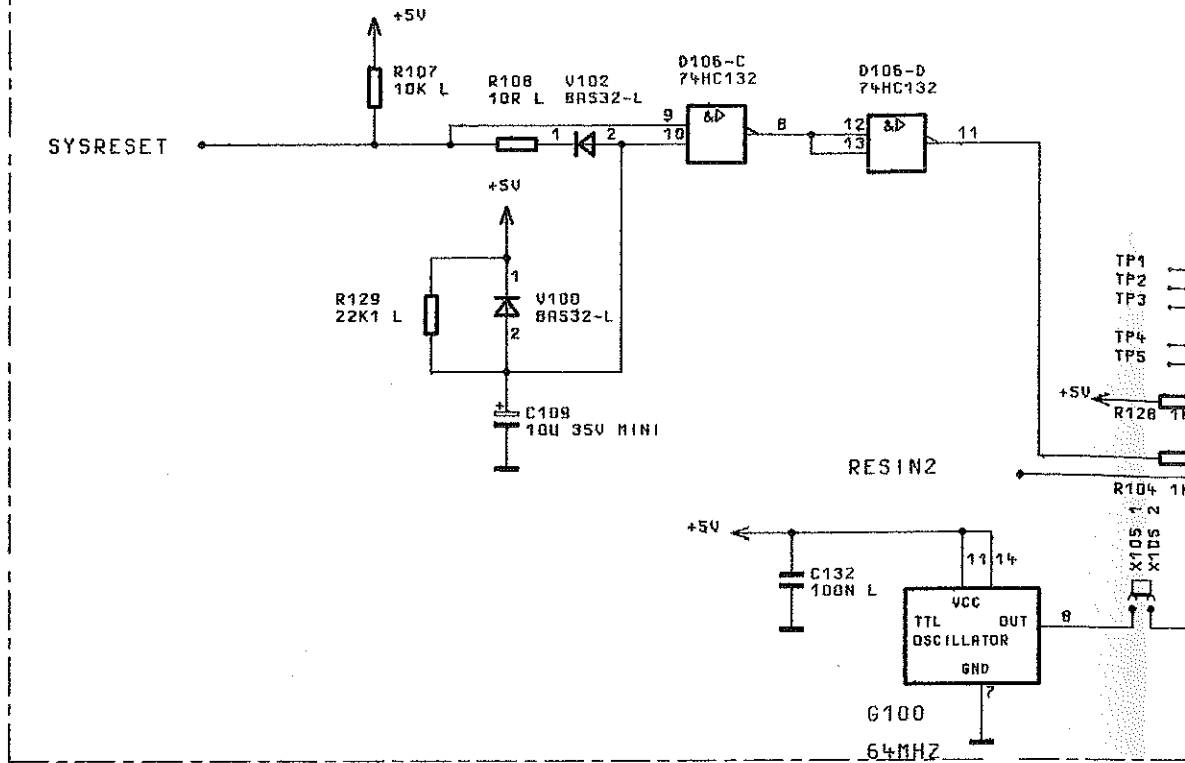 +5V
R107
10K L
R108
10R L
V102
BAS32-L
D106-C
74HC132
D106-D
74HC132
9
10
&
8
12
13
&
11
SYSRESET
1
2
+5V
R129
22K1 L
1
V100
BAS32-L
2
+
C109
10U 35V MINI
TP1
TP2
TP3
TP4
TP5
+5V
R128
RESIN2
R104
X105 1
X105 2
+5V
C132
100N L
11
14
VCC
TTL OUT
OSCILLATOR
GND
8
7
G100
64MHZ